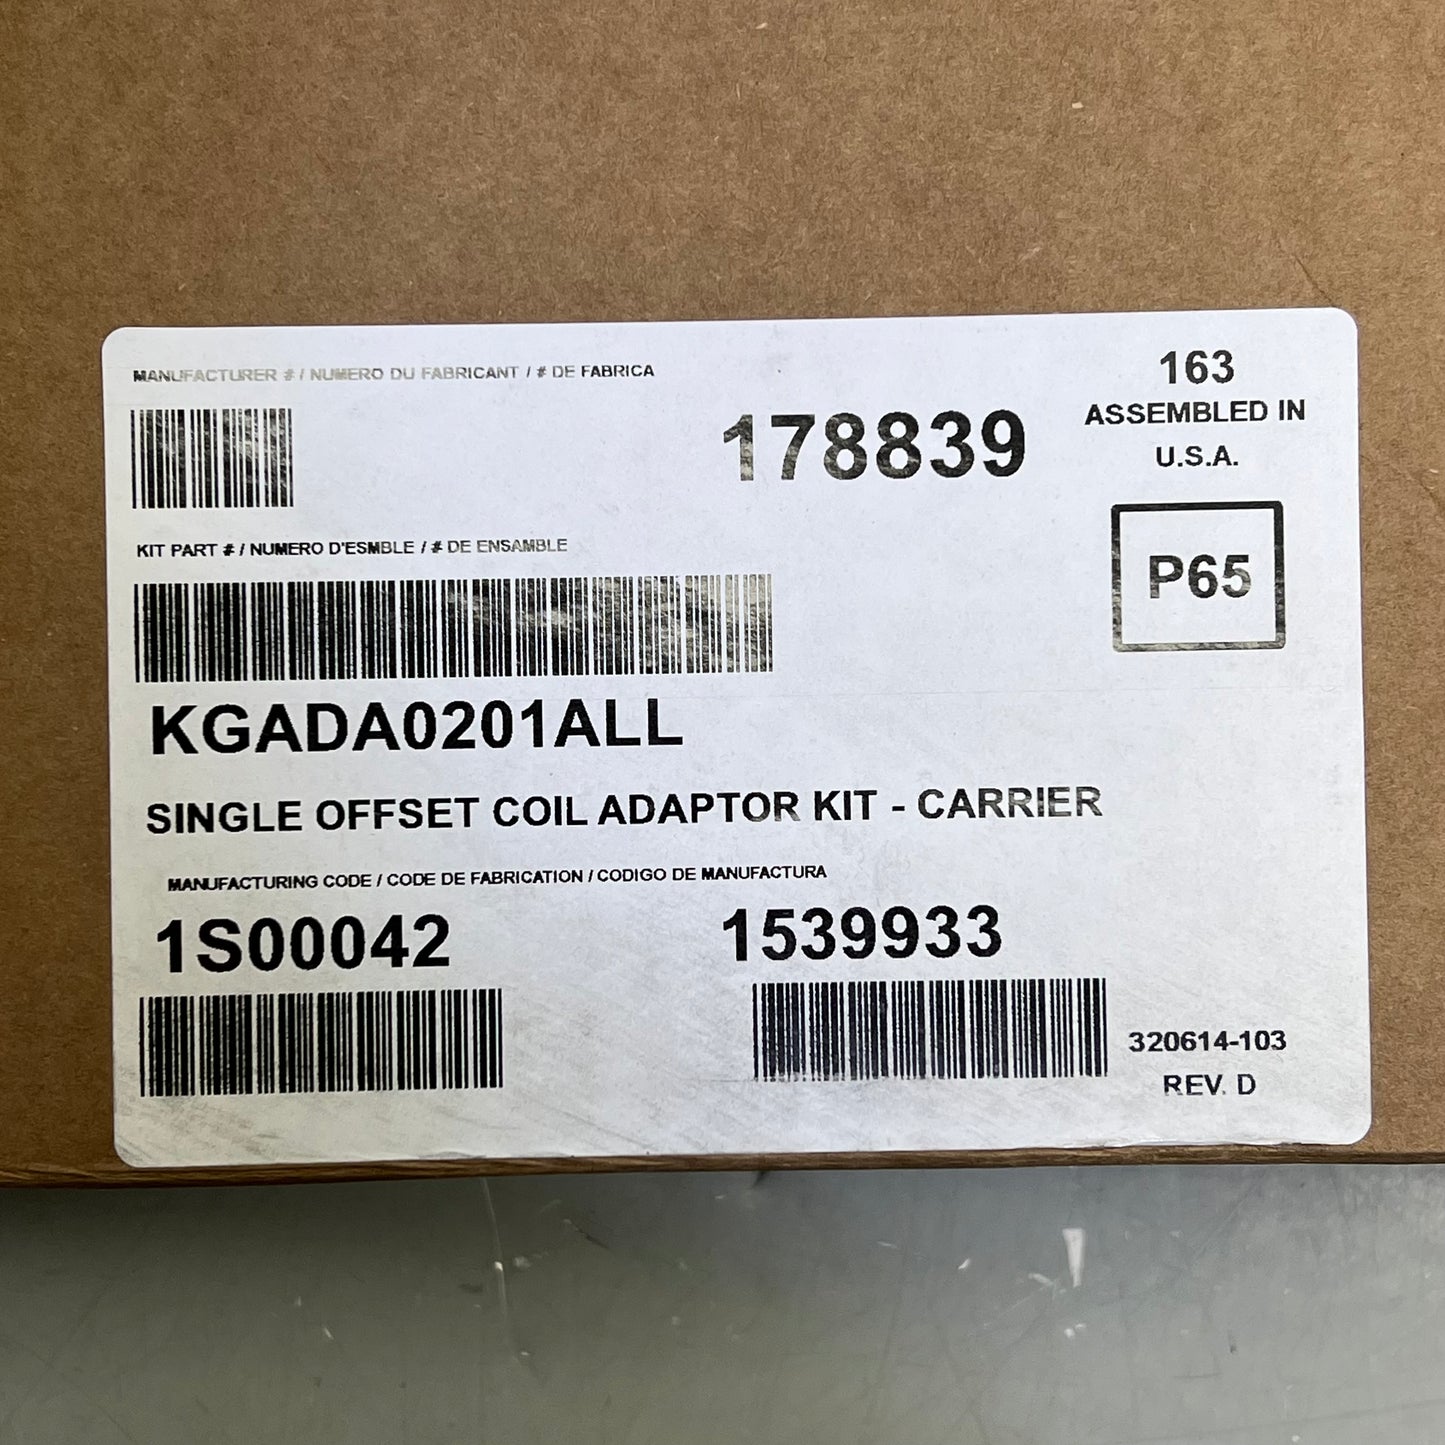 MANUFACTURER # / NUMERO DU FABRICANT / # DE FABRICA
178839
163
ASSEMBLED IN
U.S.A.
P65
KIT PART # / NUMERO D'ESMBLE / # DE ENSAMBLE
KGADA0201ALL
SINGLE OFFSET COIL ADAPTOR KIT - CARRIER
MANUFACTURING CODE / CODE DE FABRICATION / CODIGO DE MANUFACTURA
1S00042
1539933
320614-103
REV. D